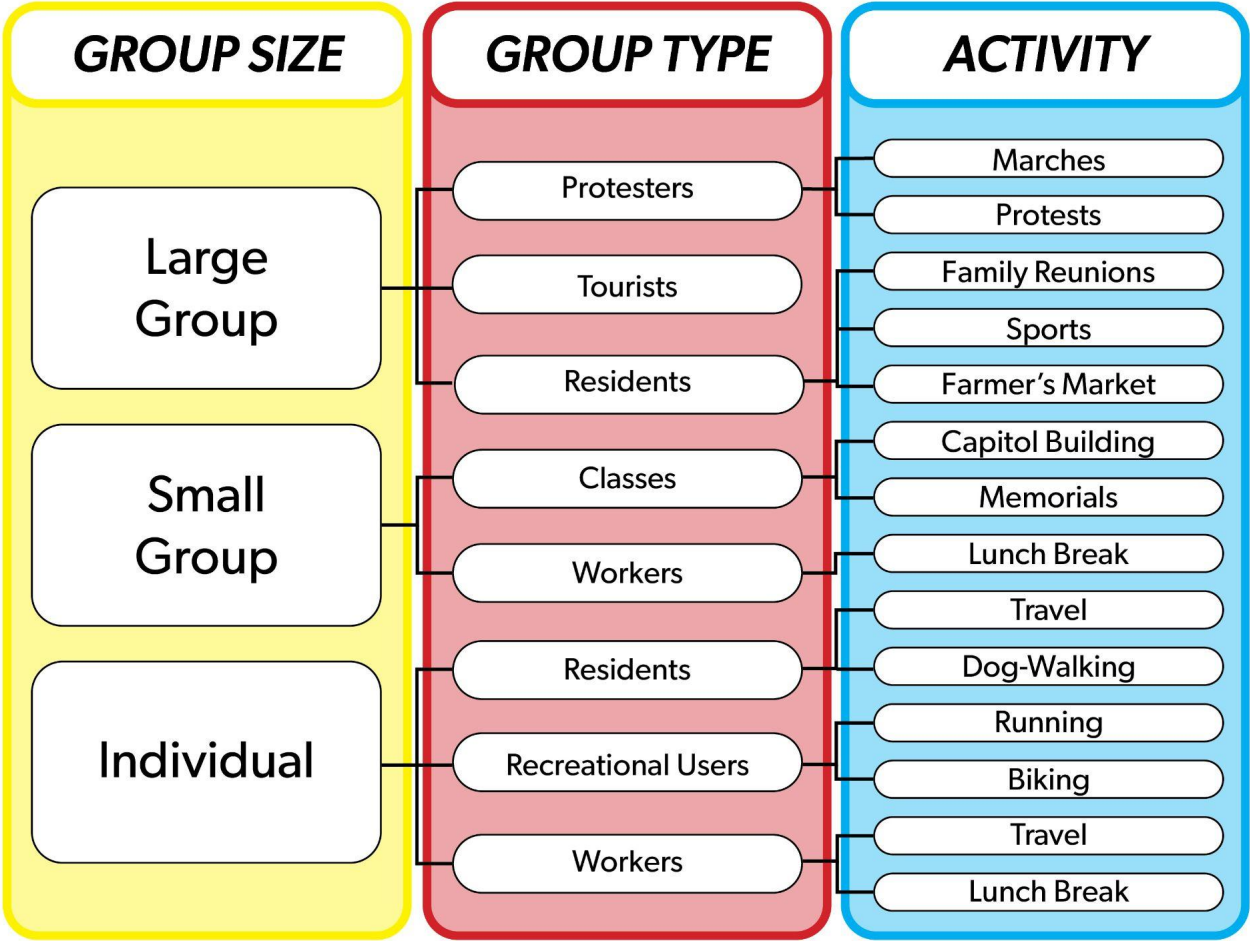 GROUP SIZE
GROUP TYPE
ACTIVITY
Large
Group
Small
Group
Individual
Protesters
Tourists
Residents
Classes
Workers
Residents
Recreational Users
Workers
Marches
Protests
Family Reunions
Sports
Farmer’s Market
Capitol Building
Memorials
Lunch Break
Travel
Dog-Walking
Running
Biking
Travel
Lunch Break